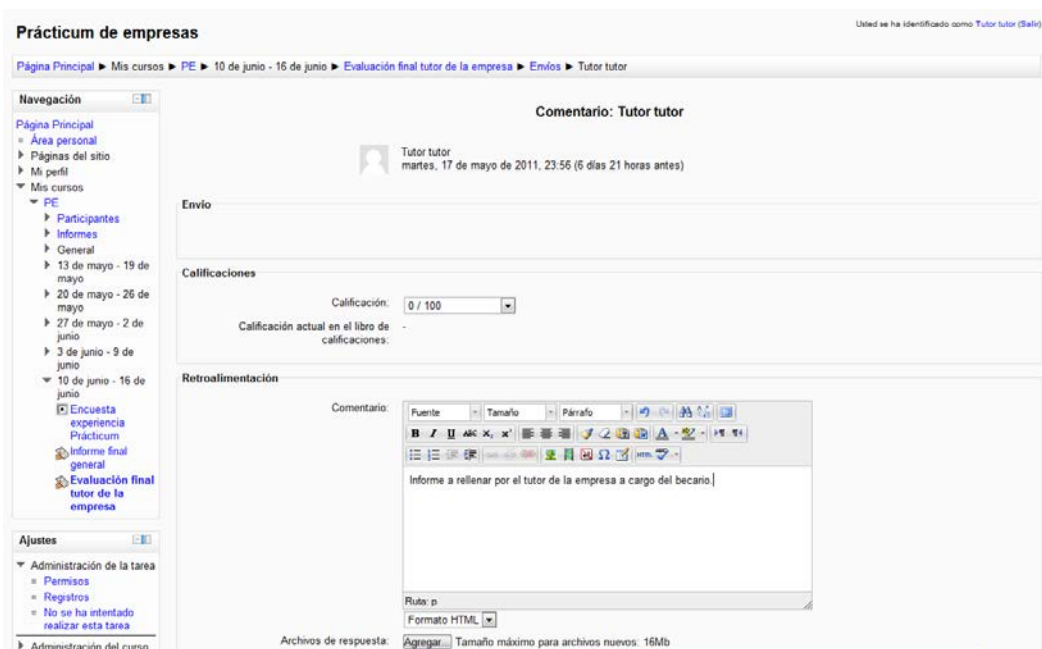 Prácticum de empresas
Usted se ha identificado como Tutor tutor (Salir)
Página Principal ► Mis cursos ► PE ► 10 de junio - 16 de junio ► Evaluación final tutor de la empresa ► Envíos ► Tutor tutor
Navegación
Página Principal
Área personal
Páginas del sitio
Mi perfil
Mis cursos
PE
Participantes
Informes
General
13 de mayo - 19 de
mayo
20 de mayo - 26 de
mayo
27 de mayo - 2 de
junio
3 de junio - 9 de
junio
10 de junio - 16 de
junio
Encuesta
experiencia
Prácticum
Informe final
general
Evaluación final
tutor de la
empresa
Ajustes
Administración de la tarea
Permisos
Registros
No se ha intentado
realizar esta tarea
Administración del curso
Comentario: Tutor tutor
Tutor tutor
martes, 17 de mayo de 2011, 23:56 (6 días 21 horas antes)
Envío
Calificaciones
Calificación: 0 / 100
Calificación actual en el libro de -
calificaciones:
Retroalimentación
Comentario:
Fuente Tamaño Párrafo
B I U ABC x, x'
HTML
Informe a rellenar por el tutor de la empresa a cargo del becario.
Ruta: p
Formato HTML
Archivos de respuesta: Agregar... Tamaño máximo para archivos nuevos: 16Mb